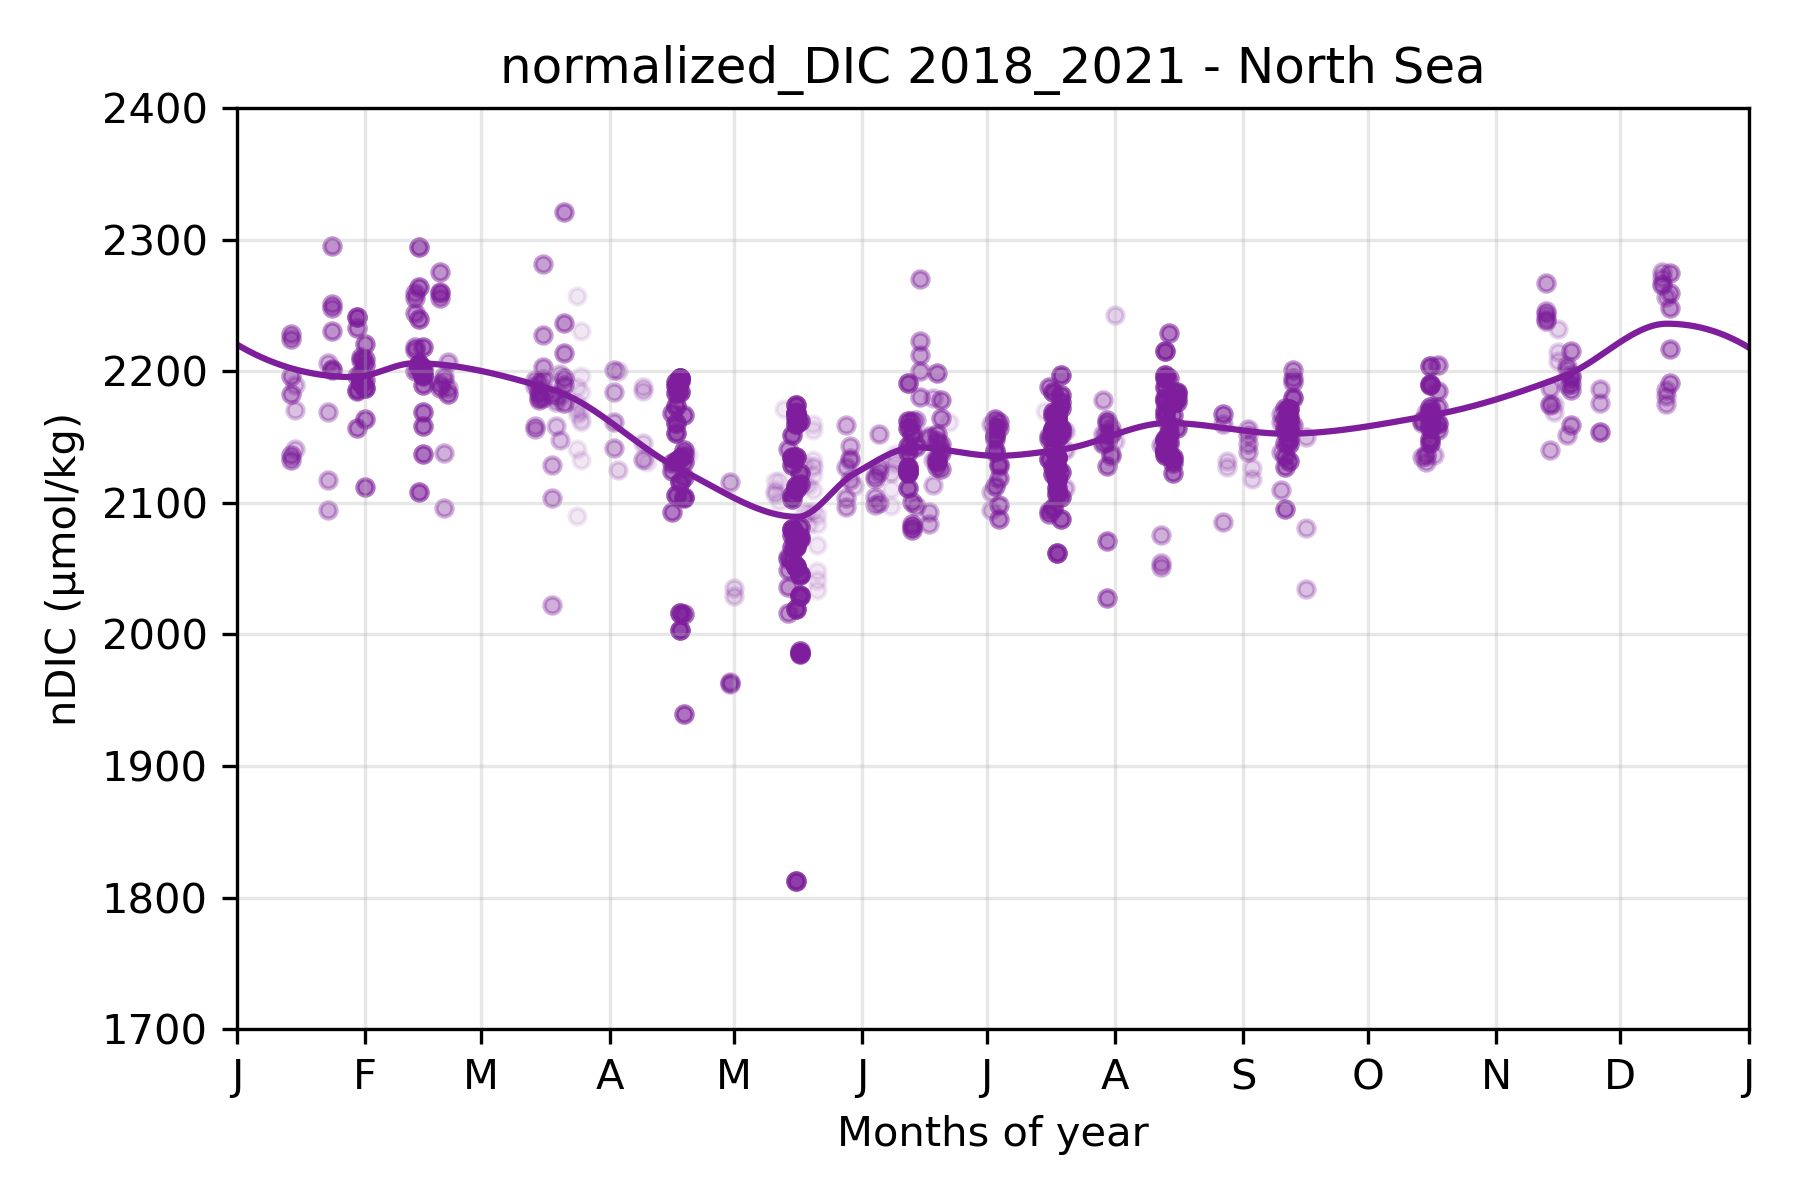 normalized_DIC 2018_2021 - North Sea
2400
2300
2200
2100
2000
1900
1800
1700
nDIC (μmol/kg)
J F M A M J J A S O N D J
Months of year